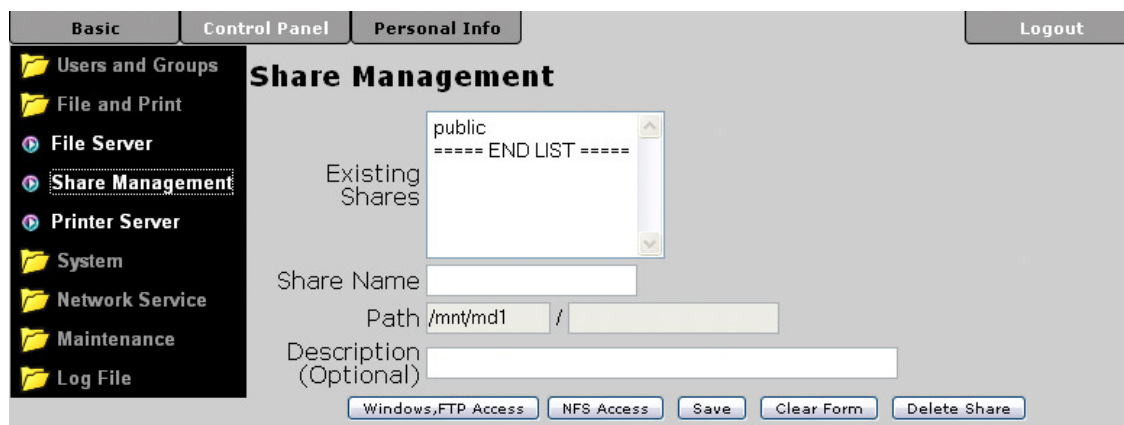 Basic
Control Panel
Personal Info
Logout
Users and Groups
File and Print
File Server
Share Management
Printer Server
System
Network Service
Maintenance
Log File
Share Management
Existing
Shares
public
===== END LIST =====
Share Name
Path /mnt/md1 /
Description
(Optional)
Windows,FTP Access
NFS Access
Save
Clear Form
Delete Share